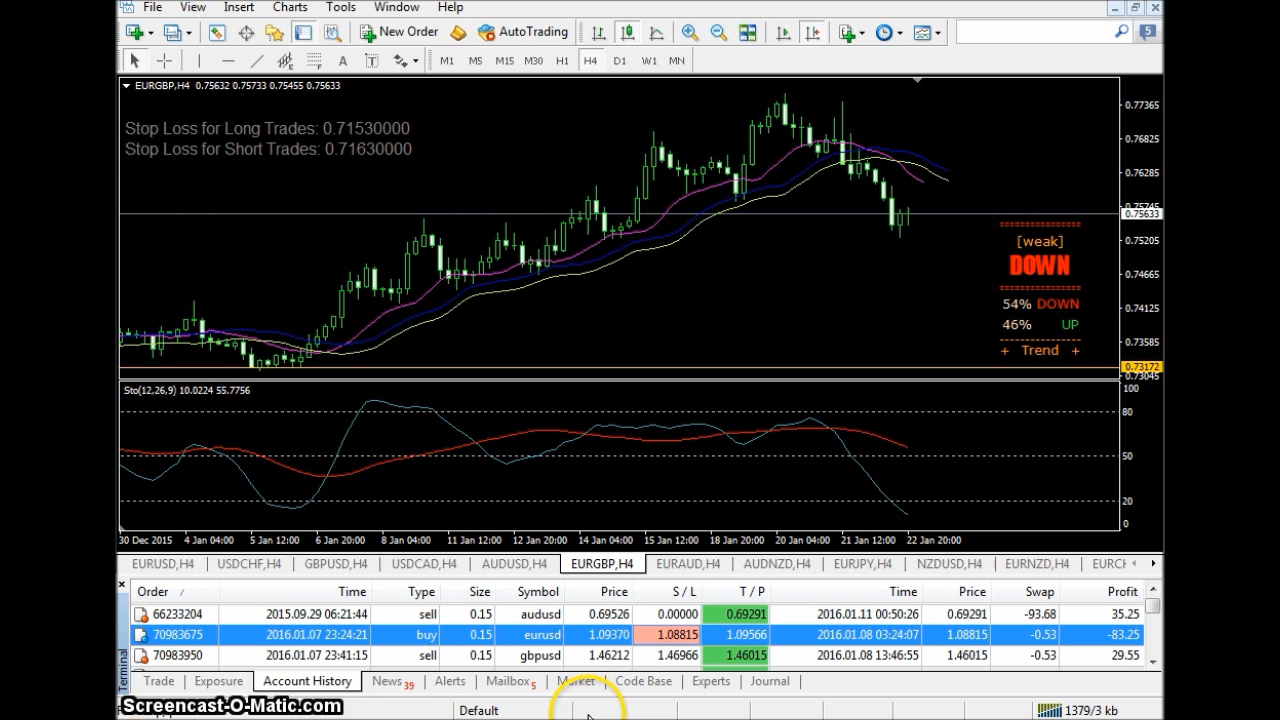 File View Insert Charts Tools Window Help
New Order AutoTrading 5
A T M1 M5 M15 M30 H1 H4 D1 W1 MN
EURGBP,H4 0.75632 0.75733 0.75455 0.75633
Stop Loss for Long Trades: 0.71530000
Stop Loss for Short Trades: 0.71630000
0.77365
0.76825
0.76285
0.75745
0.75633
0.75205
0.74665
0.74125
0.73585
0.73172
0.73045
================
[weak]
DOWN
================
54% DOWN
46% UP
----------------
+ Trend +
Sto(12,26,9) 10.0224 55.7756
100
80
50
20
0
30 Dec 2015 4 Jan 04:00 5 Jan 12:00 6 Jan 20:00 8 Jan 04:00 11 Jan 12:00 12 Jan 20:00 14 Jan 04:00 15 Jan 12:00 18 Jan 20:00 20 Jan 04:00 21 Jan 12:00 22 Jan 20:00
EURUSD,H4 USDCHF,H4 GBPUSD,H4 USDCAD,H4 AUDUSD,H4 EURGBP,H4 EURAUD,H4 AUDNZD,H4 EURJPY,H4 NZDUSD,H4 EURNZD,H4 EURCH
Order / Time Type Size Symbol Price S / L T / P Time Price Swap Profit
66233204 2015.09.29 06:21:44 sell 0.15 audusd 0.69526 0.00000 0.69291 2016.01.11 00:50:26 0.69291 -93.68 35.25
70983675 2016.01.07 23:24:21 buy 0.15 eurusd 1.09370 1.08815 1.09566 2016.01.08 03:24:07 1.08815 -0.53 -83.25
70983950 2016.01.07 23:41:15 sell 0.15 gbpusd 1.46212 1.46966 1.46015 2016.01.08 13:46:55 1.46015 -0.53 29.55
Terminal
Trade Exposure Account History News 39 Alerts Mailbox 5 Market Code Base Experts Journal
Screencast-O-Matic.com Default 1379/3 kb